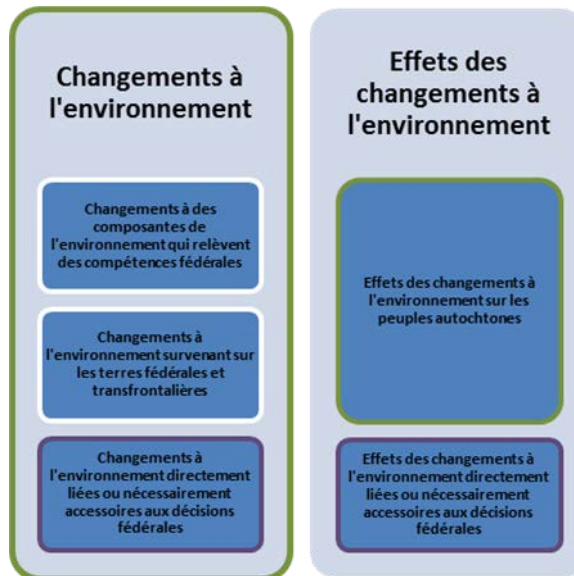 Changements à
l'environnement
Changements à des
composantes de
l'environnement qui relèvent
des compétences fédérales
Changements à
l'environnement survenant sur
les terres fédérales et
transfrontalières
Changements à
l'environnement directement
liées ou nécessairement
accessoires aux décisions
fédérales
Effets des
changements à
l'environnement
Effets des changements à
l'environnement sur les
peuples autochtones
Effets des changements à
l'environnement directement
liées ou nécessairement
accessoires aux décisions
fédérales